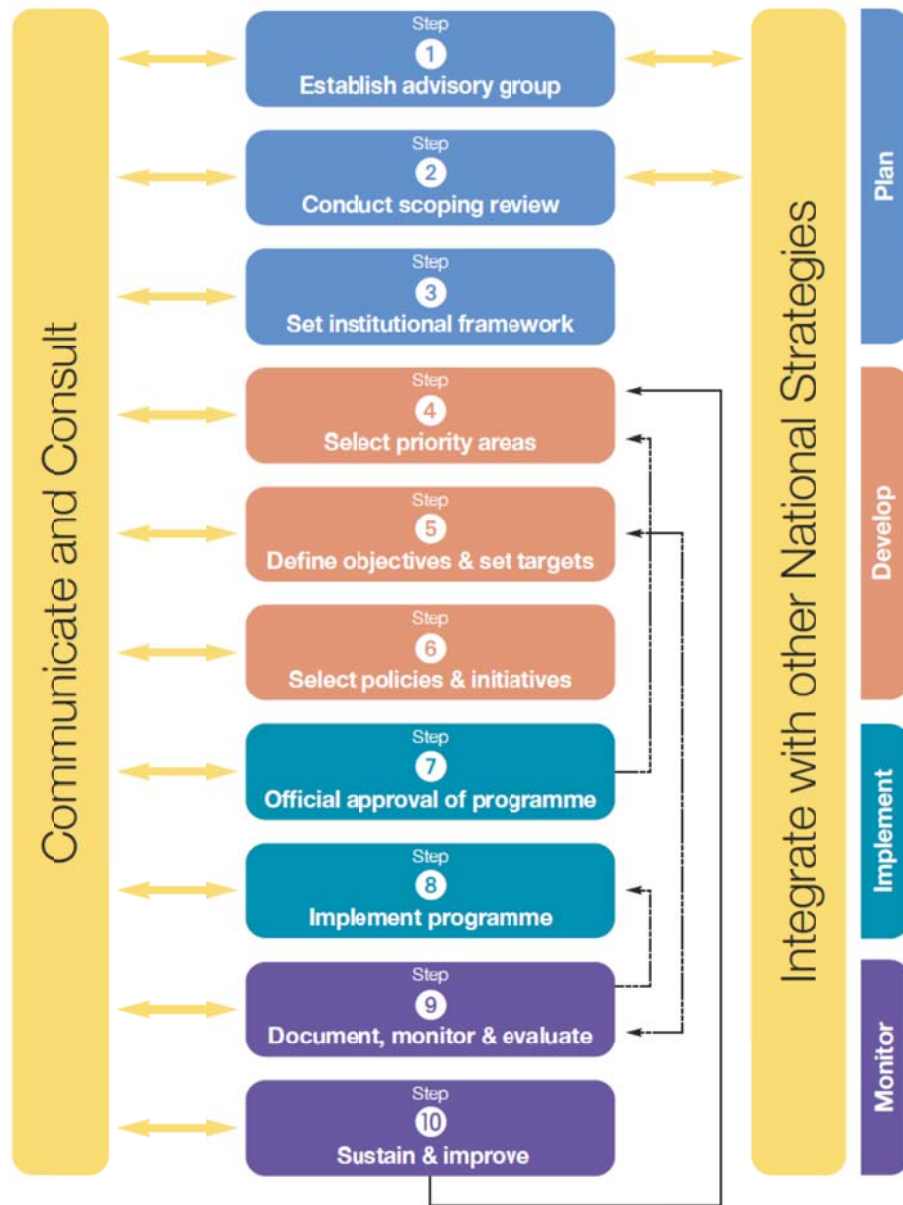 Communicate and Consult
Step
1
Establish advisory group
Step
2
Conduct scoping review
Step
3
Set institutional framework
Step
4
Select priority areas
Step
5
Define objectives & set targets
Step
6
Select policies & initiatives
Step
7
Official approval of programme
Step
8
Implement programme
Step
9
Document, monitor & evaluate
Step
10
Sustain & improve
Integrate with other National Strategies
Plan
Develop
Implement
Monitor